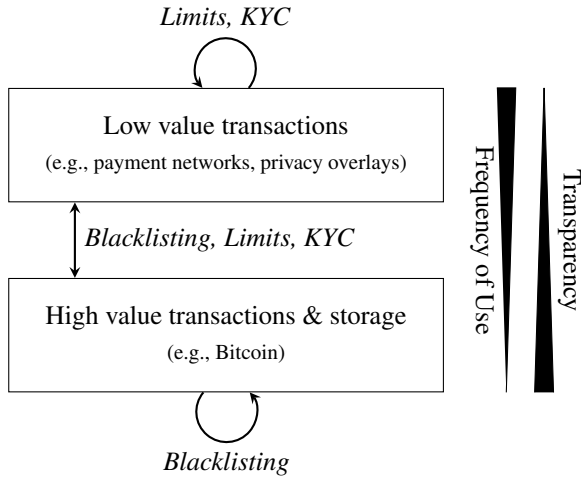 Limits, KYC
Low value transactions
(e.g., payment networks, privacy overlays)
Blacklisting, Limits, KYC
High value transactions & storage
(e.g., Bitcoin)
Blacklisting
Frequency of Use
Transparency